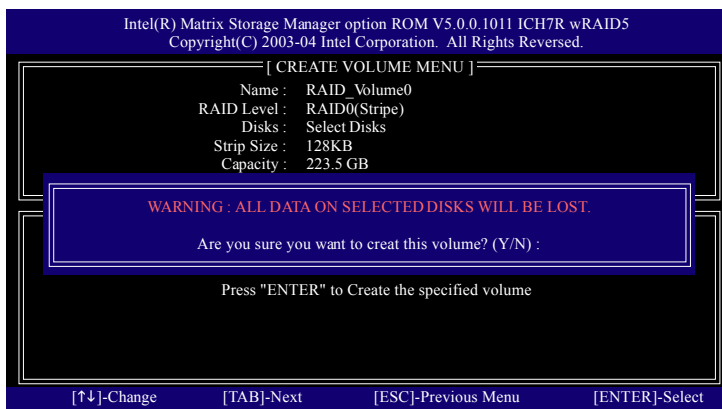 Intel(R) Matrix Storage Manager option ROM V5.0.0.1011 ICH7R wRAID5
Copyright(C) 2003-04 Intel Corporation. All Rights Reversed.
[ CREATE VOLUME MENU ]
Name : RAID_Volume0
RAID Level : RAID0(Stripe)
Disks : Select Disks
Strip Size : 128KB
Capacity : 223.5 GB
WARNING : ALL DATA ON SELECTED DISKS WILL BE LOST.
Are you sure you want to creat this volume? (Y/N) :
Press "ENTER" to Create the specified volume
[↑↓]-Change [TAB]-Next [ESC]-Previous Menu [ENTER]-Select